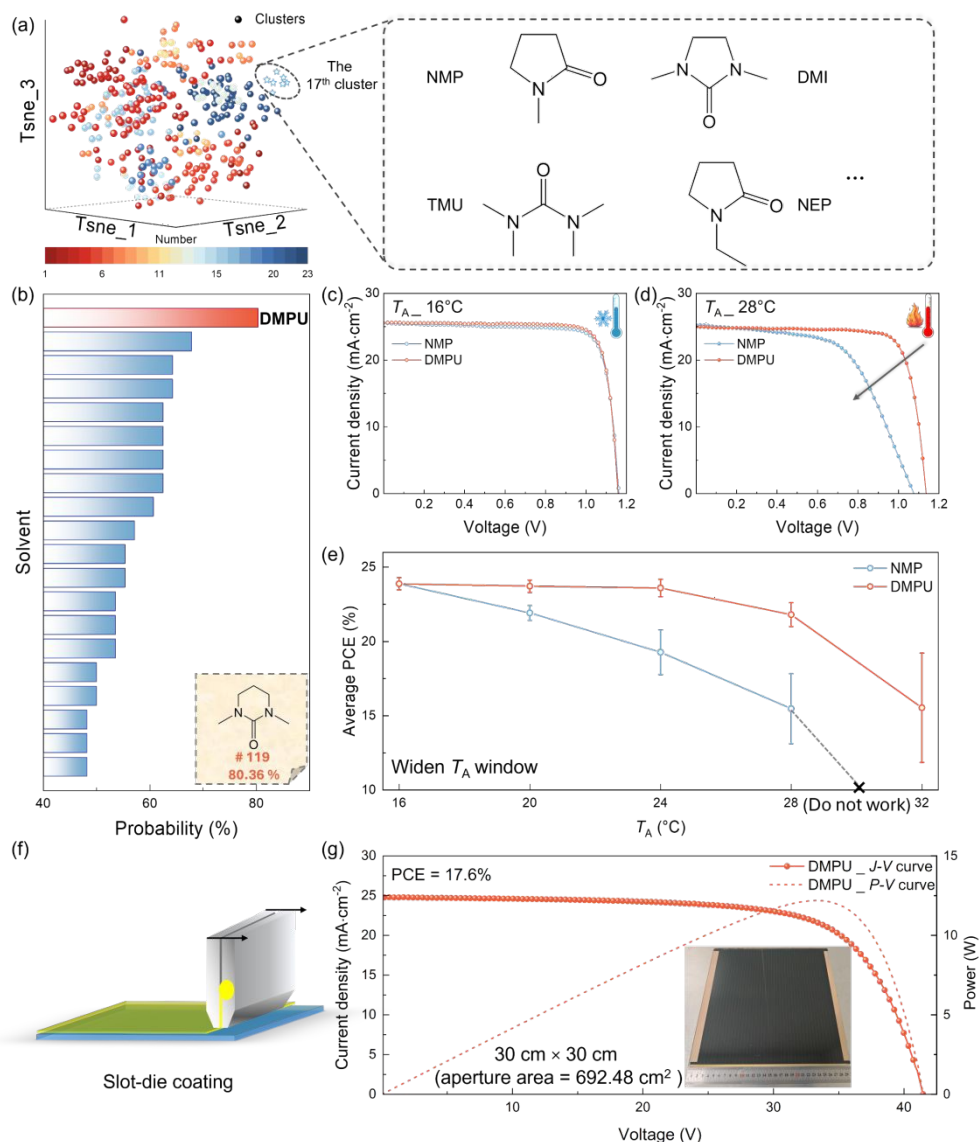 (a)
Clusters
Tsne_3
Tsne_1
Tsne_2
The
17th cluster
Number
1 6 11 15 20 23
NMP
O
N
N
N
O
DMI
TMU
O
N
N
N
O
NEP
...
(b)
Solvent
DMPU
N
N
O
# 119
80.36 %
40 60 80 100
Probability (%)
(c)
Current density (mA·cm-2)
30
20
10
0
TA_ 16°C
NMP
DMPU
0.2 0.4 0.6 0.8 1.0 1.2
Voltage (V)
(d)
Current density (mA·cm-2)
30
20
10
0
TA_ 28°C
NMP
DMPU
0.2 0.4 0.6 0.8 1.0 1.2
Voltage (V)
(e)
Average PCE (%)
25
20
15
10
NMP
DMPU
Widen TA window
(Do not work)
16 20 24 28 32
TA (°C)
(f)
Slot-die coating
(g)
Current density (mA·cm-2)
30
25
20
15
10
5
0
PCE = 17.6%
DMPU _ J-V curve
DMPU _ P-V curve
30 cm × 30 cm
(aperture area = 692.48 cm2 )
15
12
10
7
5
2
0
Power (W)
10 20 30 40
Voltage (V)